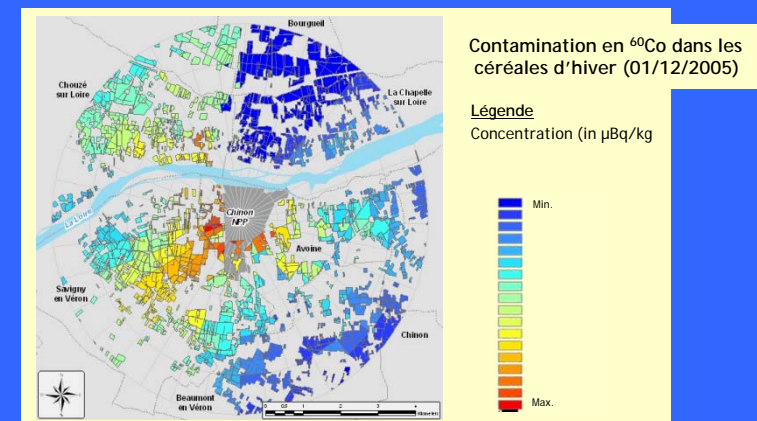 Bourgueil
Contamination en ⁶⁰Co dans les
céréales d'hiver (01/12/2005)
Chouzé
sur Loire
La Chapelle
sur Loire
Légende
Concentration (in µBq/kg
Min.
Chinon
NPP
La Loire
Avoine
Savigny
en Véron
Chinon
Beaumont
en Véron
Max.